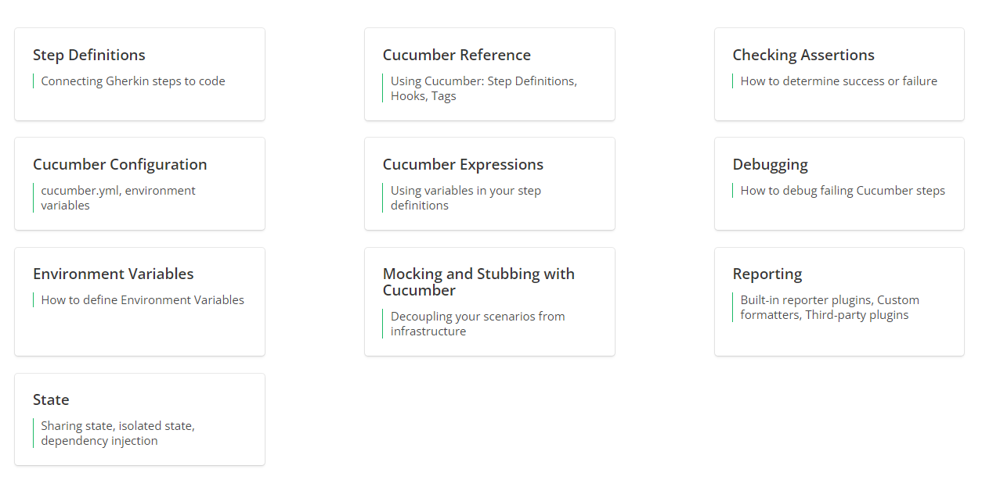 Step Definitions
Connecting Gherkin steps to code
Cucumber Reference
Using Cucumber: Step Definitions,
Hooks, Tags
Checking Assertions
How to determine success or failure
Cucumber Configuration
cucumber.yml, environment
variables
Cucumber Expressions
Using variables in your step
definitions
Debugging
How to debug failing Cucumber steps
Environment Variables
How to define Environment Variables
Mocking and Stubbing with
Cucumber
Decoupling your scenarios from
infrastructure
Reporting
Built-in reporter plugins, Custom
formatters, Third-party plugins
State
Sharing state, isolated state,
dependency injection